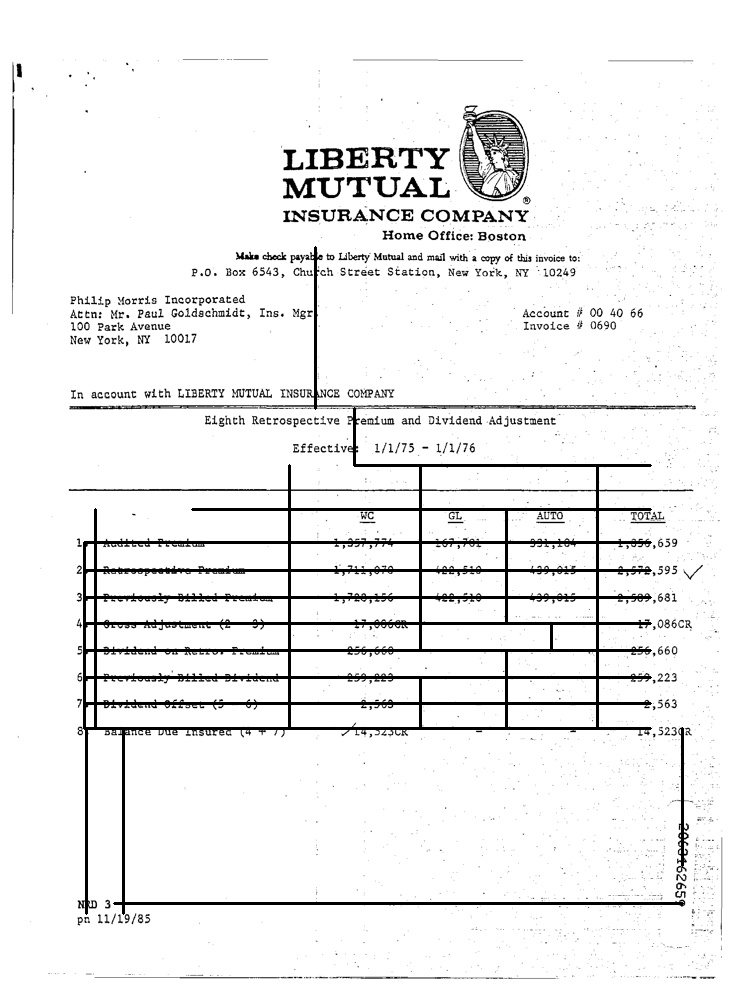 LIBERTY
MUTUAL ®
INSURANCE COMPANY
Home Office: Boston
Make check payable to Liberty Mutual and mail with a copy of this invoice to:
P.O. Box 6543, Church Street Station, New York, NY 10249
Philip Morris Incorporated
Attn: Mr. Paul Goldschmidt, Ins. Mgr Account # 00 40 66
100 Park Avenue Invoice # 0690
New York, NY 10017
In account with LIBERTY MUTUAL INSURANCE COMPANY
Eighth Retrospective Premium and Dividend Adjustment
Effective: 1/1/75 - 1/1/76
WC GL AUTO TOTAL
1. Audited Premium 1,357,774 167,781 331,104 1,856,659
2. Retrospective Premium 1,711,070 422,510 439,015 2,572,595
3. Previously Billed Premium 1,728,156 422,510 439,015 2,589,681
4. Gross Adjustment (2 - 3) 17,086CR 17,086CR
5. Dividend on Retro. Premium 256,660 256,660
6. Previously Billed Dividend 259,223 259,223
7. Dividend Offset (5 - 6) 2,563 2,563
8. Balance Due Insured (4 + 7) 14,523CR - - 14,523CR
NRD 3
pn 11/19/85